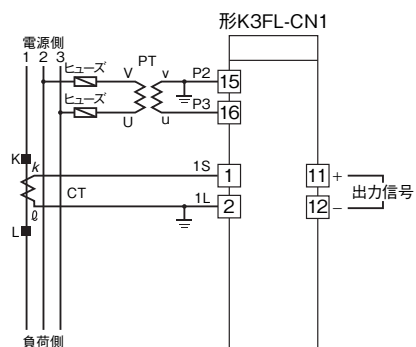 形K3FL-CN1
電源側
1 2 3
ヒューズ
PT
V
v
P2
15
ヒューズ
U
u
P3
16
K
k
1S
1
11
+
CT
出力信号
ℓ
1L
2
12
−
L
負荷側